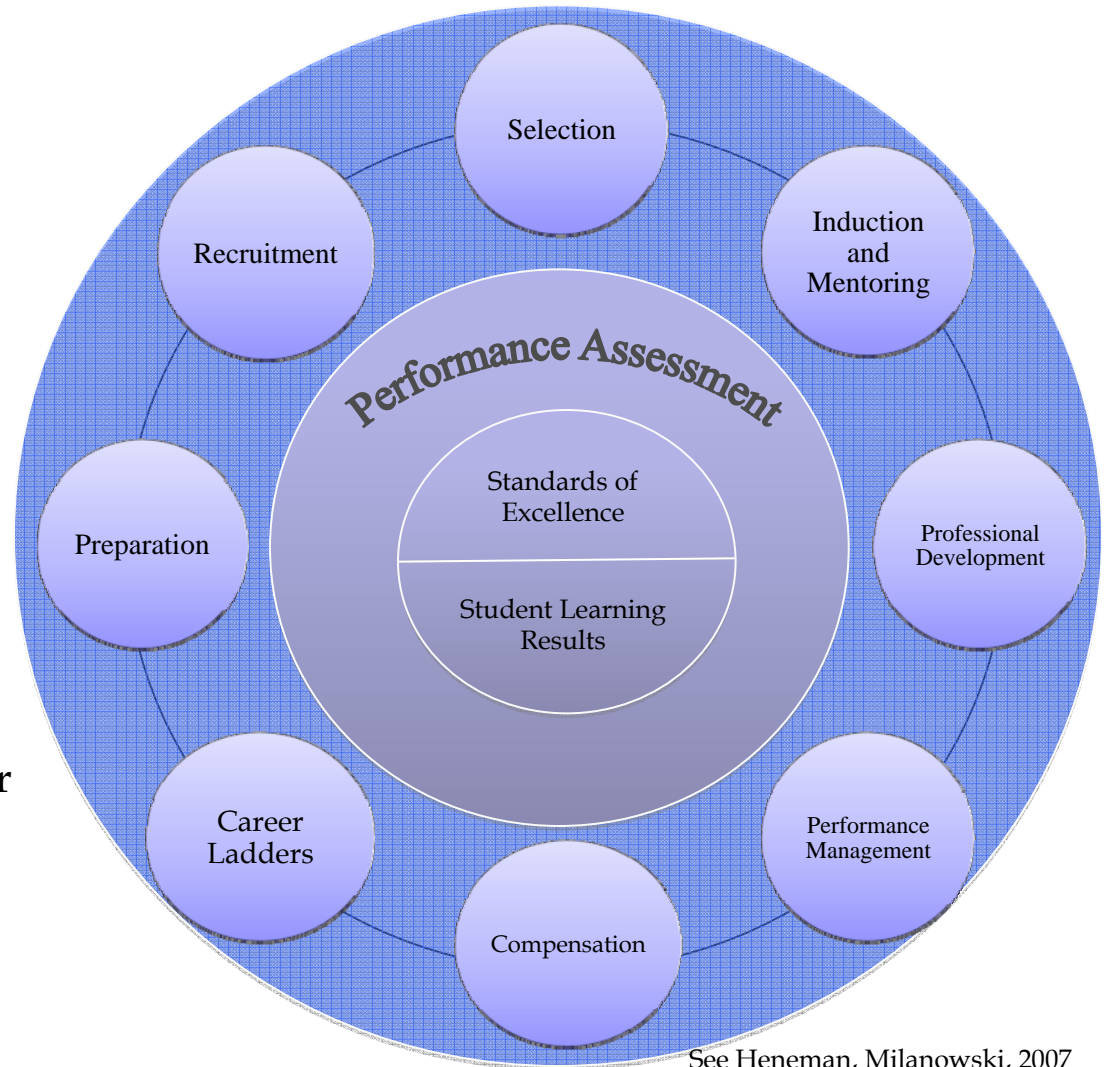 Selection
Induction
and
Mentoring
Recruitment
Performance Assessment
Standards of
Excellence
Student Learning
Results
Preparation
Professional
Development
r
Career
Ladders
Performance
Management
Compensation
See Heneman, Milanowski, 2007